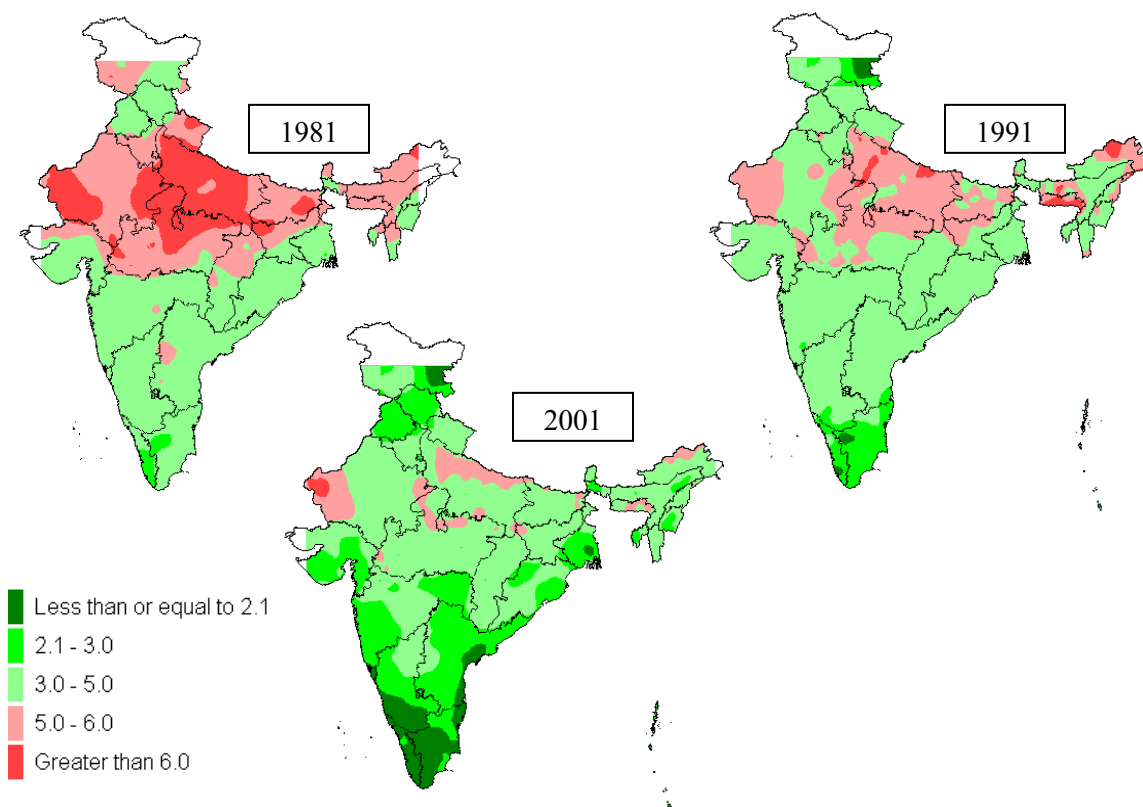 1981
1991
2001
Less than or equal to 2.1
2.1 - 3.0
3.0 - 5.0
5.0 - 6.0
Greater than 6.0